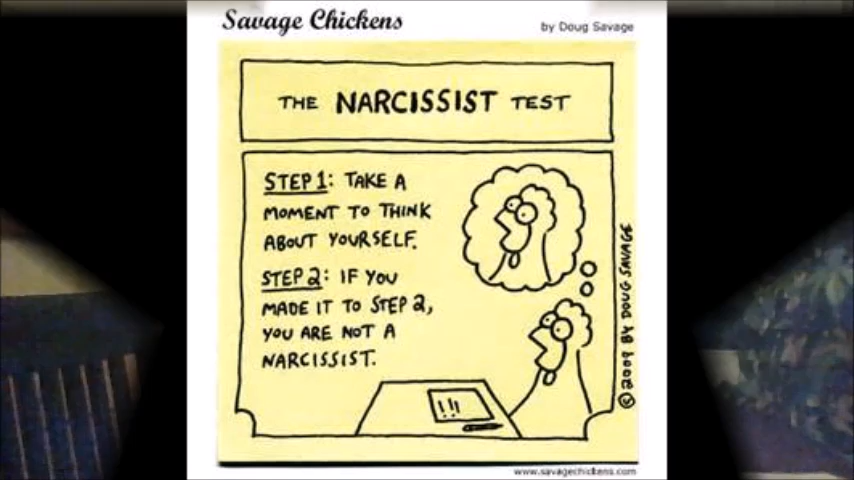 Savage Chickens
by Doug Savage
THE NARCISSIST TEST
STEP 1: TAKE A
MOMENT TO THINK
ABOUT YOURSELF.
STEP 2: IF YOU
MADE IT TO STEP 2,
YOU ARE NOT A
NARCISSIST.
© 2009 BY DOUG SAVAGE
www.savagechickens.com